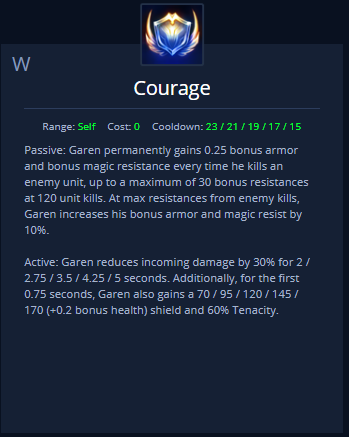 W
Courage
Range: Self Cost: 0 Cooldown: 23 / 21 / 19 / 17 / 15
Passive: Garen permanently gains 0.25 bonus armor
and bonus magic resistance every time he kills an
enemy unit, up to a maximum of 30 bonus resistances
at 120 unit kills. At max resistances from enemy kills,
Garen increases his bonus armor and magic resist by
10%.
Active: Garen reduces incoming damage by 30% for 2 /
2.75 / 3.5 / 4.25 / 5 seconds. Additionally, for the first
0.75 seconds, Garen also gains a 70 / 95 / 120 / 145 /
170 (+0.2 bonus health) shield and 60% Tenacity.